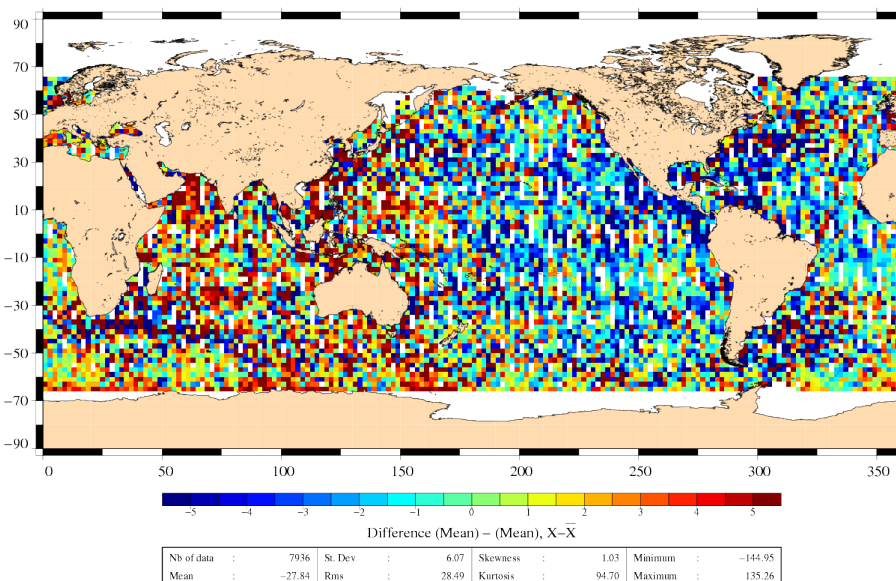 90
70
50
30
10
−10
−30
−50
−70
−90
0 50 100 150 200 250 300 350
−5 −4 −3 −2 −1 0 1 2 3 4 5
Difference (Mean) − (Mean), X−X̅
Nb of data : 7936 St. Dev : 6.07 Skewness : 1.03 Minimum : −144.95
Mean : −27.84 Rms : 28.49 Kurtosis : 94.70 Maximum : 135.26